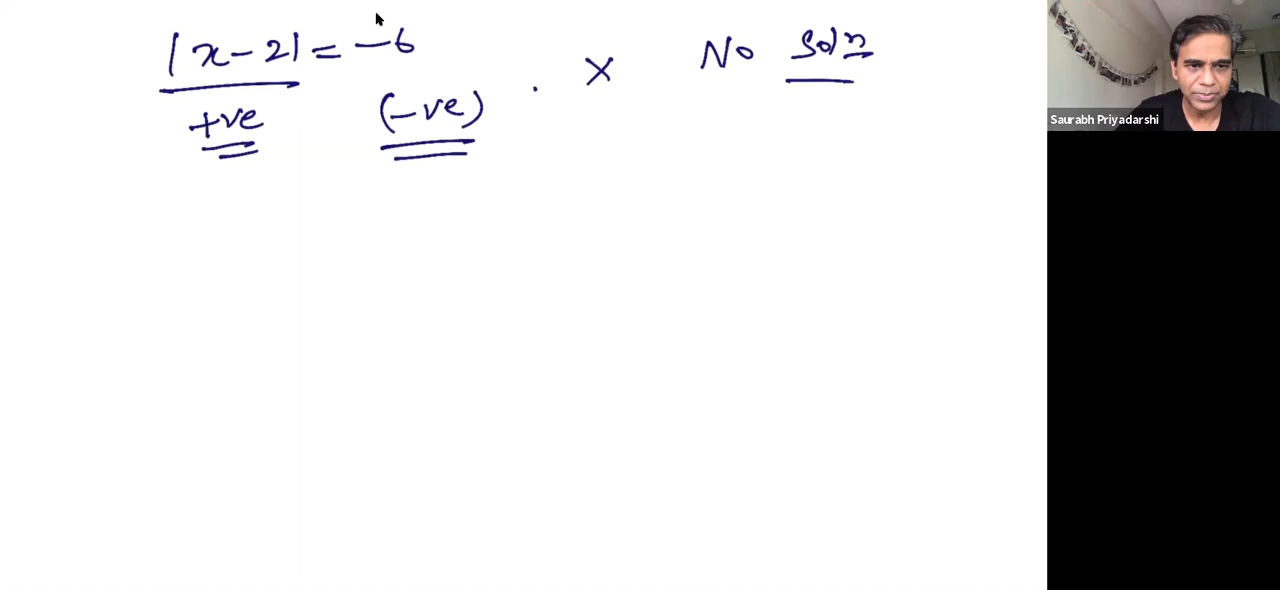 |x-2| = -6 × No soln
+ve (-ve)
Saurabh Priyadarshi